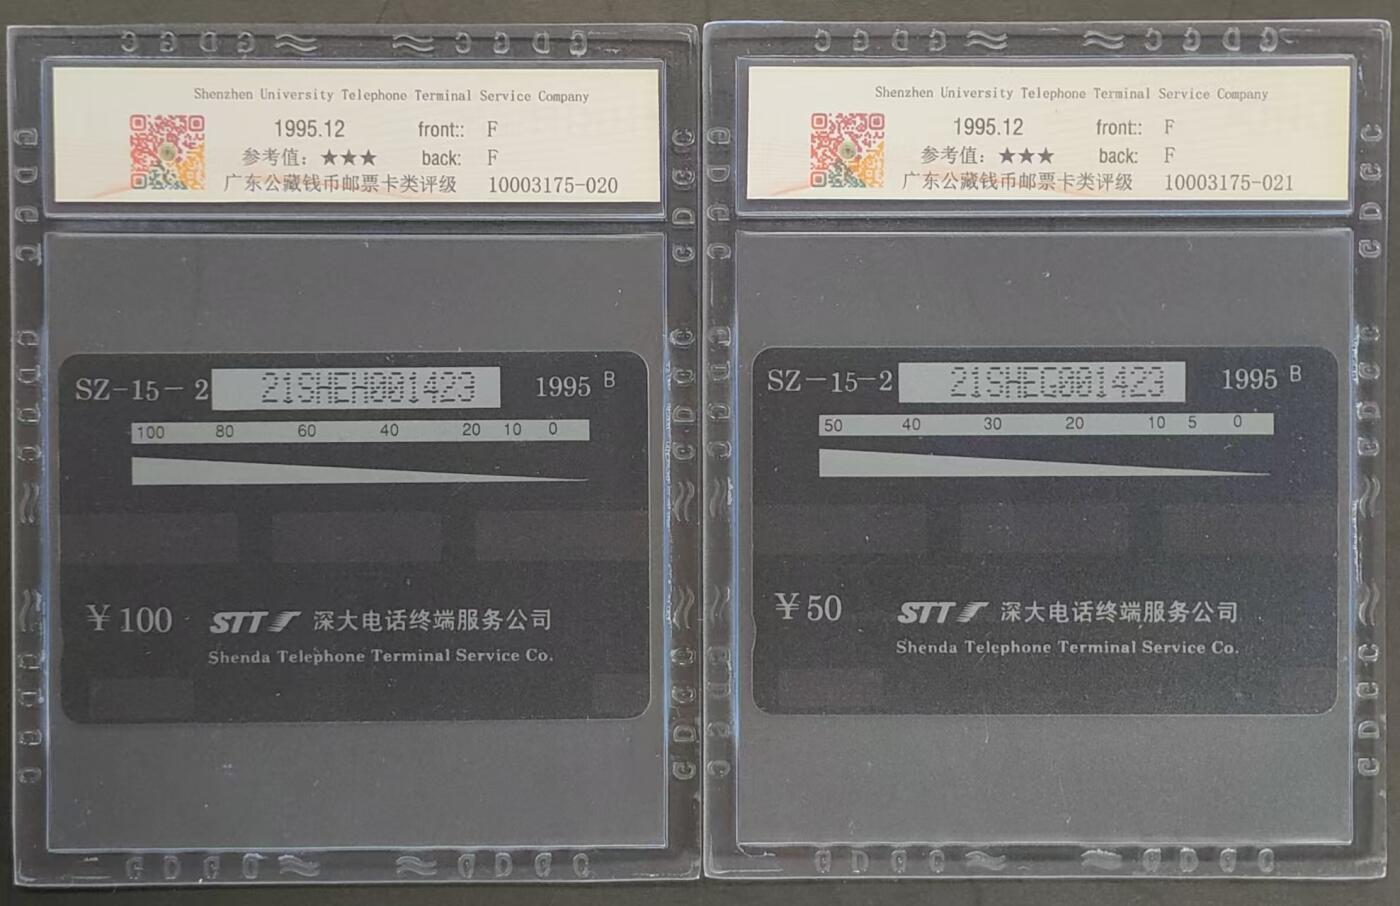 Shenzhen University Telephone Terminal Service Company
1995.12 front:: F
参考值：★★★ back: F
广东公藏钱币邮票卡类评级 10003175-020
SZ-15-2 21SHEH001423 1995 B
100 80 60 40 20 10 0
¥100 STT 深大电话终端服务公司
Shenda Telephone Terminal Service Co.
Shenzhen University Telephone Terminal Service Company
1995.12 front:: F
参考值：★★★ back: F
广东公藏钱币邮票卡类评级 10003175-021
SZ-15-2 21SHEG001423 1995 B
50 40 30 20 10 5 0
¥50 STT 深大电话终端服务公司
Shenda Telephone Terminal Service Co.